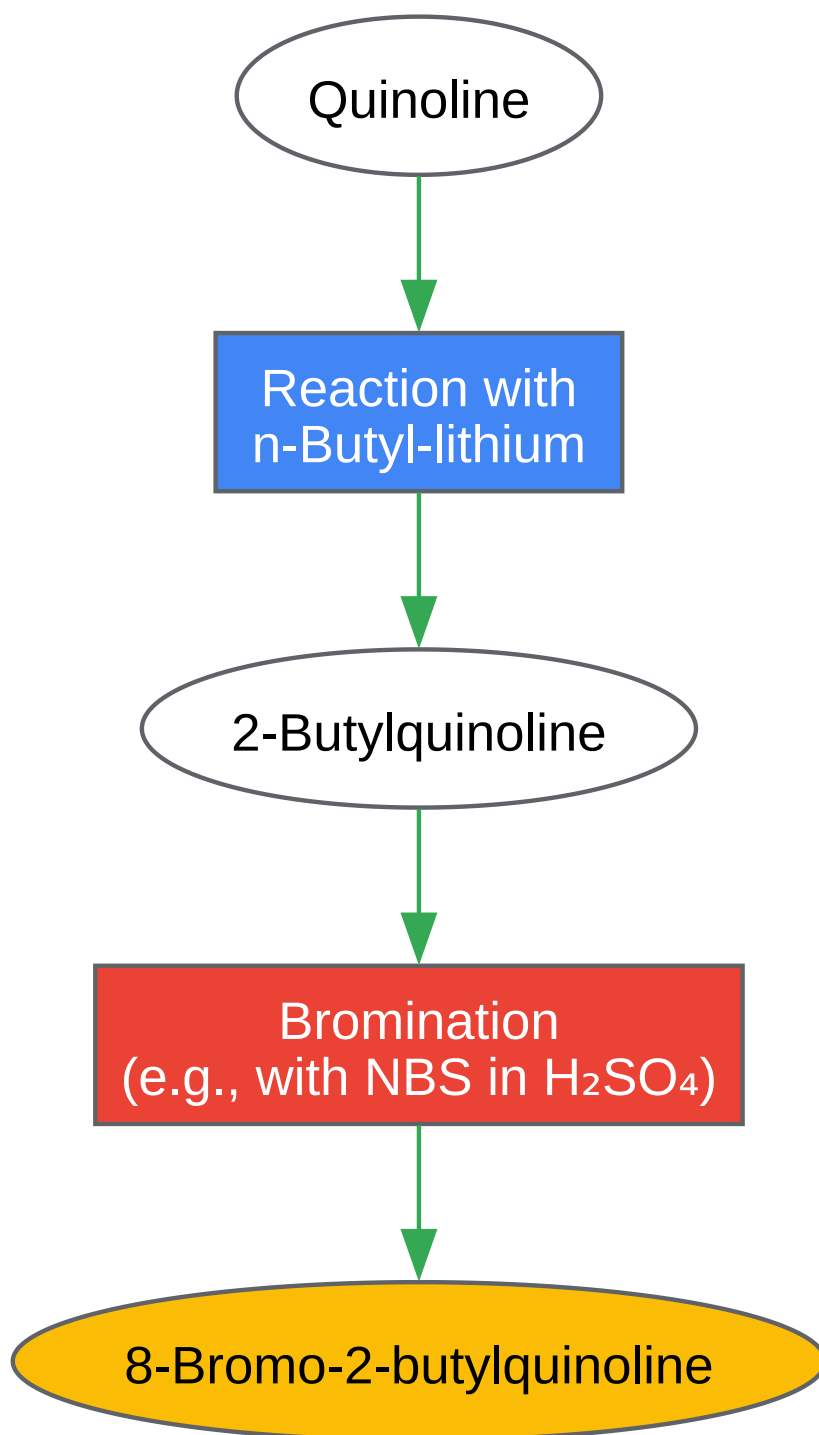 Quinoline
Reaction with
n-Butyl-lithium
2-Butylquinoline
Bromination
(e.g., with NBS in H₂SO₄)
8-Bromo-2-butylquinoline